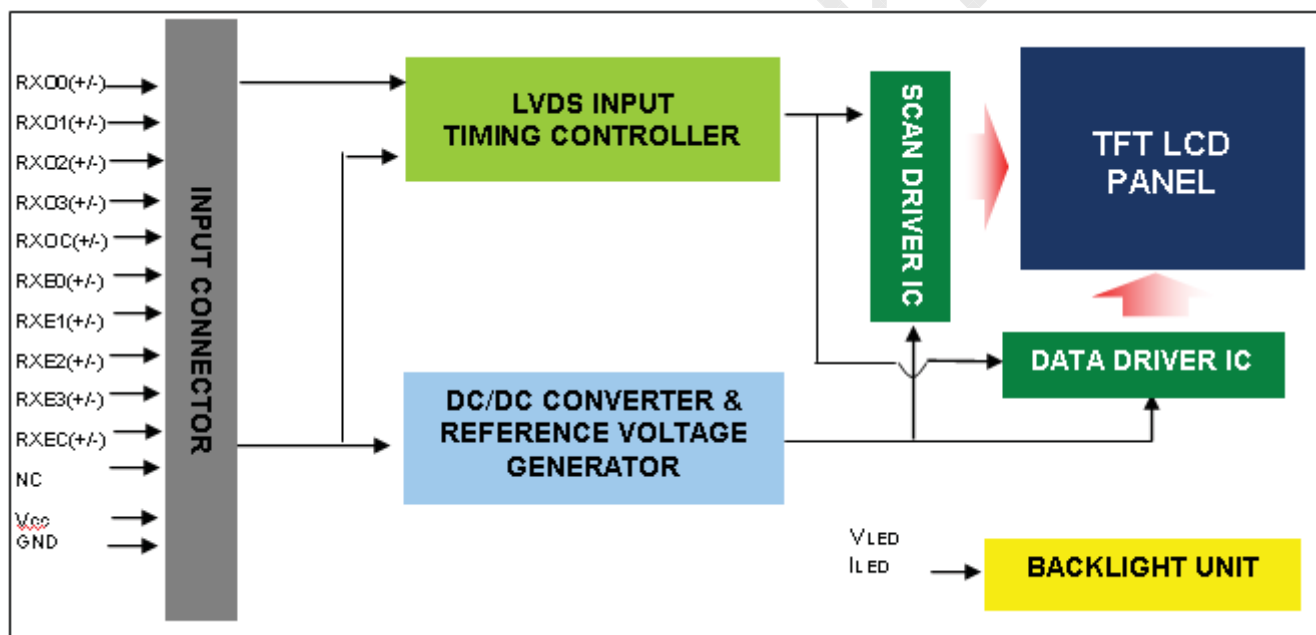 RXO0(+/-)
RXO1(+/-)
RXO2(+/-)
RXO3(+/-)
RXOC(+/-)
RXE0(+/-)
RXE1(+/-)
RXE2(+/-)
RXE3(+/-)
RXEC(+/-)
NC
Vcc
GND
INPUT CONNECTOR
LVDS INPUT
TIMING CONTROLLER
DC/DC CONVERTER &
REFERENCE VOLTAGE
GENERATOR
SCAN DRIVER IC
TFT LCD
PANEL
DATA DRIVER IC
VLED
ILED
BACKLIGHT UNIT